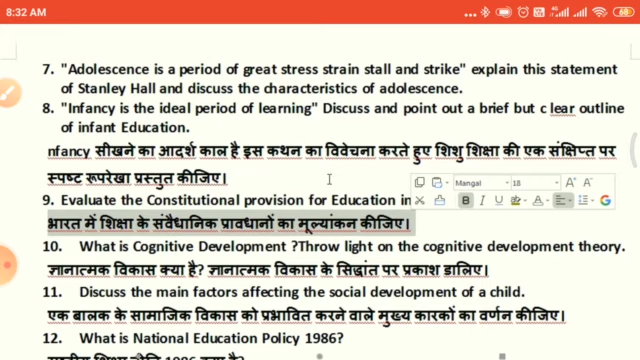 8:32 AM
4G
60
7. "Adolescence is a period of great stress strain stall and strike" explain this statement
of Stanley Hall and discuss the characteristics of adolescence.
8. "Infancy is the ideal period of learning" Discuss and point out a brief but c lear outline
of infant Education.
nfancy सीखने का आदर्श काल है इस कथन का विवेचना करते हुए शिशु शिक्षा की एक संक्षिप्त पर
स्पष्ट रूपरेखा प्रस्तुत कीजिए।
Mangal 18 A A
9. Evaluate the Constitutional provision for Education in
B I U ab A
भारत में शिक्षा के संवैधानिक प्रावधानों का मूल्यांकन कीजिए।
10. What is Cognitive Development ?Throw light on the cognitive development theory.
ज्ञानात्मक विकास क्या है? ज्ञानात्मक विकास के सिद्धांत पर प्रकाश डालिए।
11. Discuss the main factors affecting the social development of a child.
एक बालक के सामाजिक विकास को प्रभावित करने वाले मुख्य कारकों का वर्णन कीजिए।
12. What is National Education Policy 1986?
1986 क्या है?